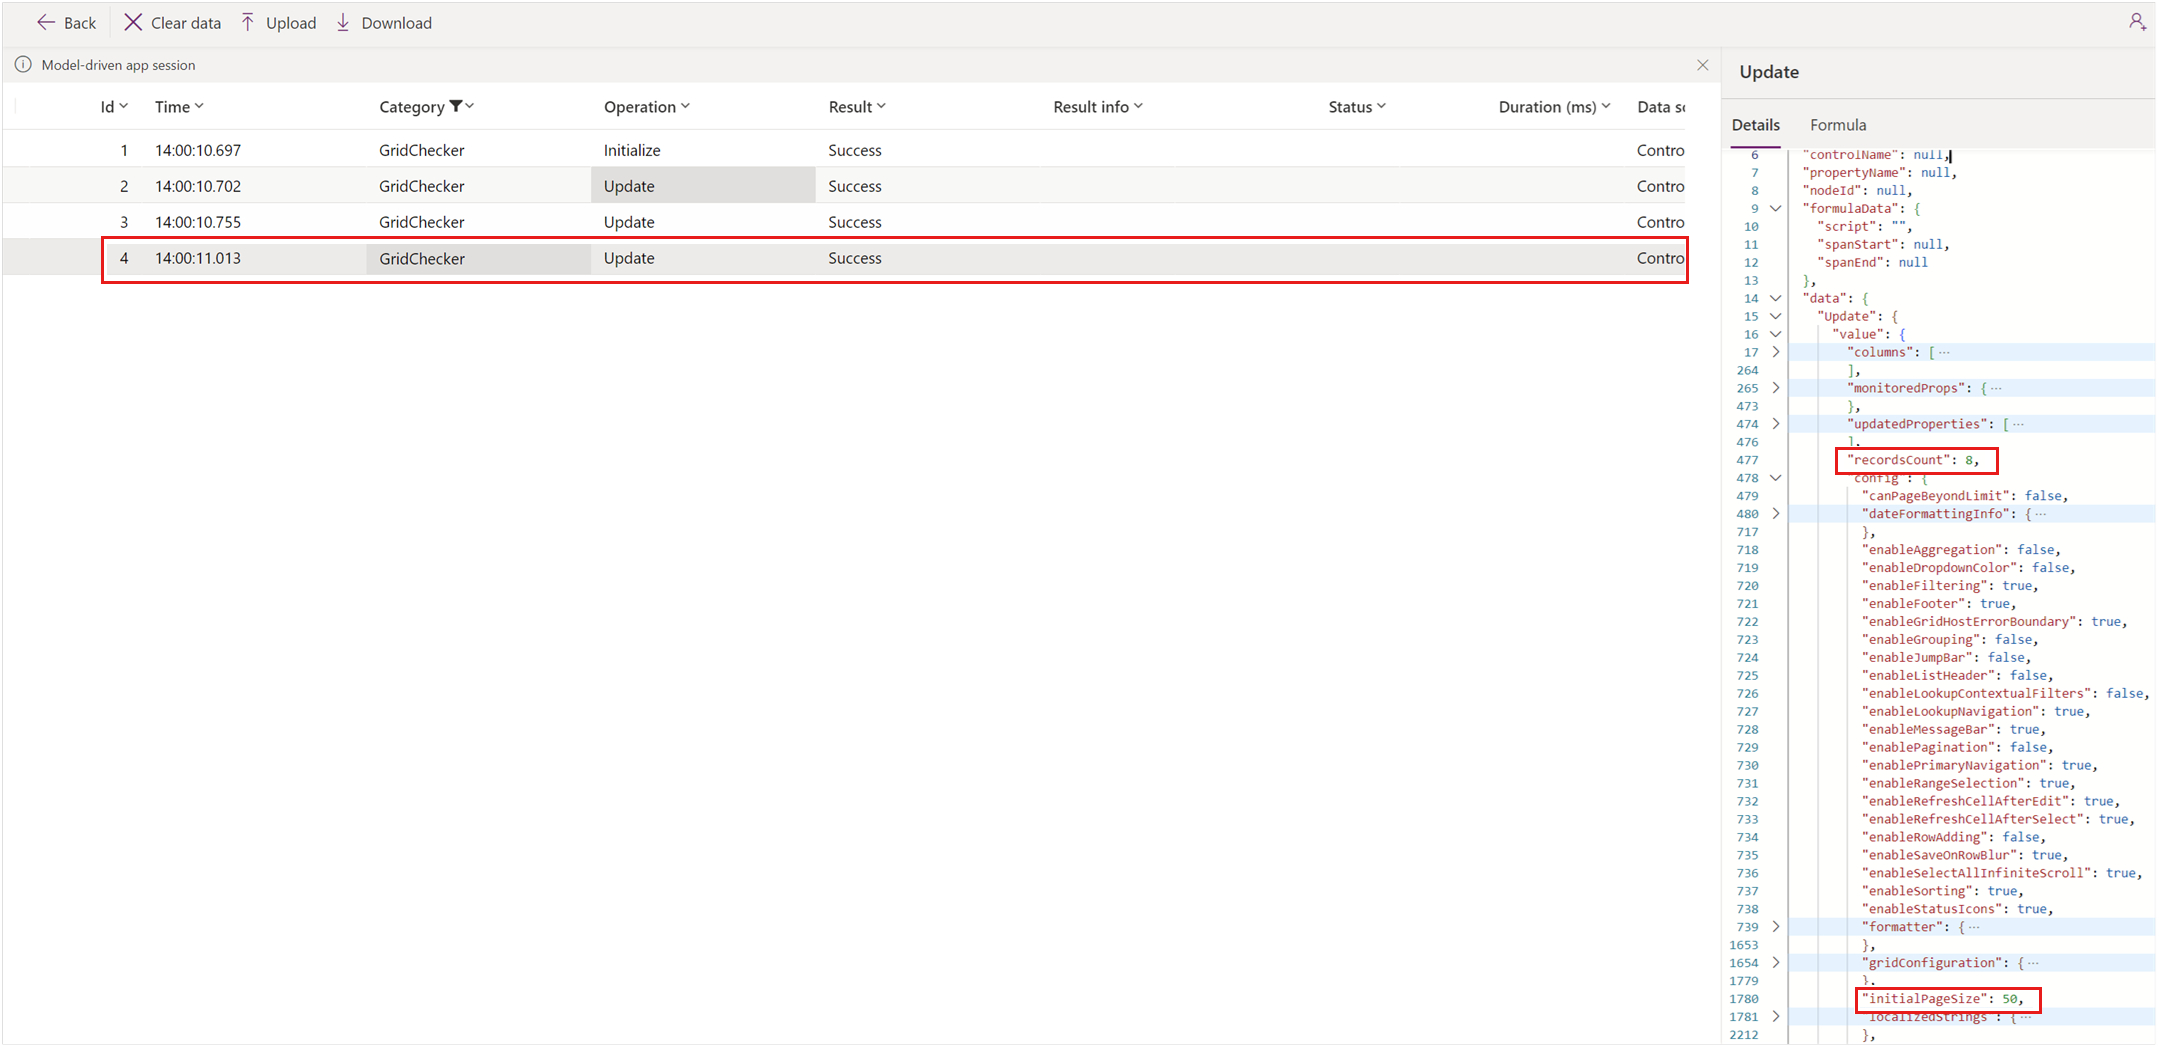 Back Clear data Upload Download
Model-driven app session
Id Time Category Operation Result Result info Status Duration (ms) Data sc
1 14:00:10.697 GridChecker Initialize Success Contro
2 14:00:10.702 GridChecker Update Success Contro
3 14:00:10.755 GridChecker Update Success Contro
4 14:00:11.013 GridChecker Update Success Contro
Update
Details Formula
6 "controlName": null,
7 "propertyName": null,
8 "nodeId": null,
9 "formulaData": {
10 "script": "",
11 "spanStart": null,
12 "spanEnd": null
13 },
14 "data": {
15 "Update": {
16 "value": {
17 "columns": [ ...
264 ],
265 "monitoredProps": { ...
473 },
474 "updatedProperties": [ ...
476 ],
477 "recordsCount": 8,
478 "config": {
479 "canPageBeyondLimit": false,
480 "dateFormattingInfo": { ...
717 },
718 "enableAggregation": false,
719 "enableDropdownColor": false,
720 "enableFiltering": true,
721 "enableFooter": true,
722 "enableGridHostErrorBoundary": true,
723 "enableGrouping": false,
724 "enableJumpBar": false,
725 "enableListHeader": false,
726 "enableLookupContextualFilters": false,
727 "enableLookupNavigation": true,
728 "enableMessageBar": true,
729 "enablePagination": false,
730 "enablePrimaryNavigation": true,
731 "enableRangeSelection": true,
732 "enableRefreshCellAfterEdit": true,
733 "enableRefreshCellAfterSelect": true,
734 "enableRowAdding": false,
735 "enableSaveOnRowBlur": true,
736 "enableSelectAllInfiniteScroll": true,
737 "enableSorting": true,
738 "enableStatusIcons": true,
739 "formatter": { ...
1653 },
1654 "gridConfiguration": { ...
1779 },
1780 "initialPageSize": 50,
1781 "localizedStrings": { ...
2212 },